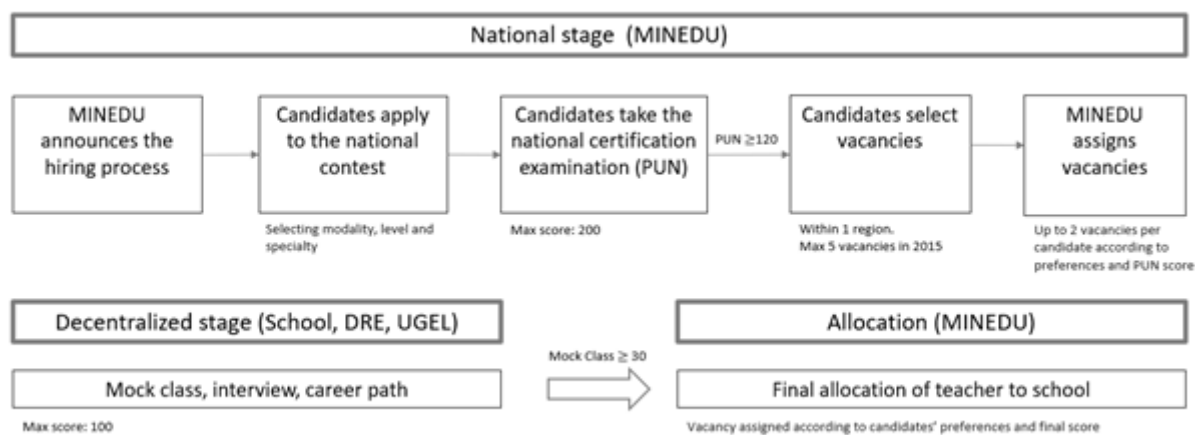 National stage (MINEDU)
MINEDU
announces the
hiring process
Candidates apply
to the national
contest
Selecting modality, level and
specialty
Candidates take the
national certification
examination (PUN)
Max score: 200
PUN ≥120
Candidates select
vacancies
Within 1 region.
Max 5 vacancies in 2015
MINEDU
assigns
vacancies
Up to 2 vacancies per
candidate according to
preferences and PUN score
Decentralized stage (School, DRE, UGEL)
Mock class, interview, career path
Max score: 100
Mock Class ≥ 30
Allocation (MINEDU)
Final allocation of teacher to school
Vacancy assigned according to candidates' preferences and final score